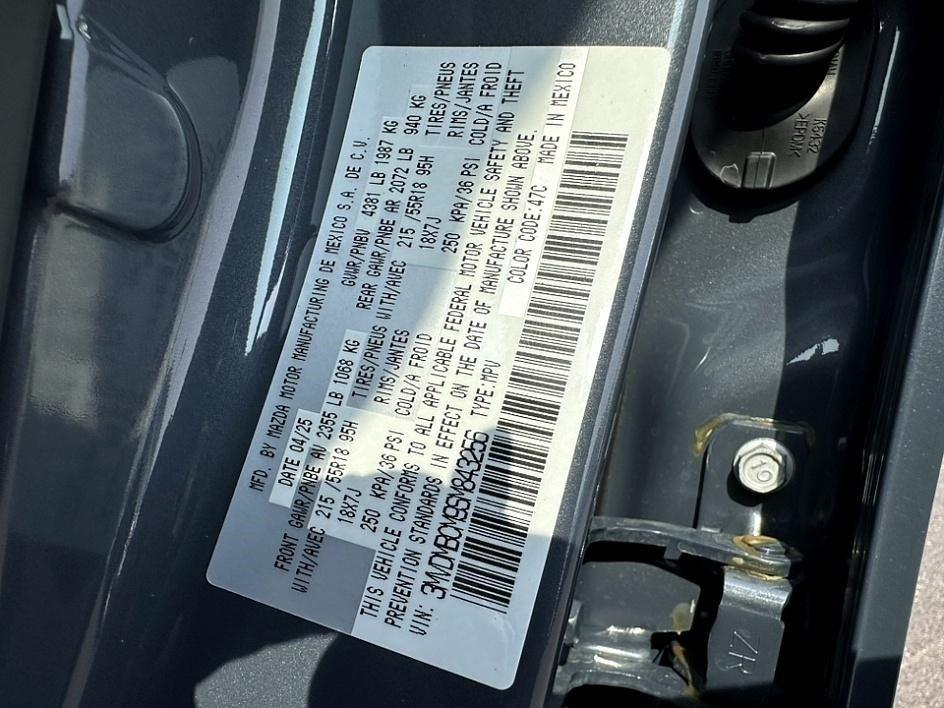 MFD. BY MAZDA MOTOR MANUFACTURING DE MEXICO S.A. DE C.V.
DATE 04/25 GVWR/PNBV 4381 LB 1987 KG
FRONT GAWR/PNBE AV 2355 LB 1068 KG REAR GAWR/PNBE AR 2072 LB 940 KG
WITH/AVEC 215 /55R18 95H TIRES/PNEUS WITH/AVEC 215 /55R18 95H TIRES/PNEUS
18X7J RIMS/JANTES 18X7J RIMS/JANTES
250 KPA/36 PSI COLD/A FROID 250 KPA/36 PSI COLD/A FROID
THIS VEHICLE CONFORMS TO ALL APPLICABLE FEDERAL MOTOR VEHICLE SAFETY AND THEFT
PREVENTION STANDARDS IN EFFECT ON THE DATE OF MANUFACTURE SHOWN ABOVE.
VIN: 3MVDMBCM9SM843256 TYPE:MPV COLOR CODE:47C MADE IN MEXICO
K6432
>EPDM<
19
ZR